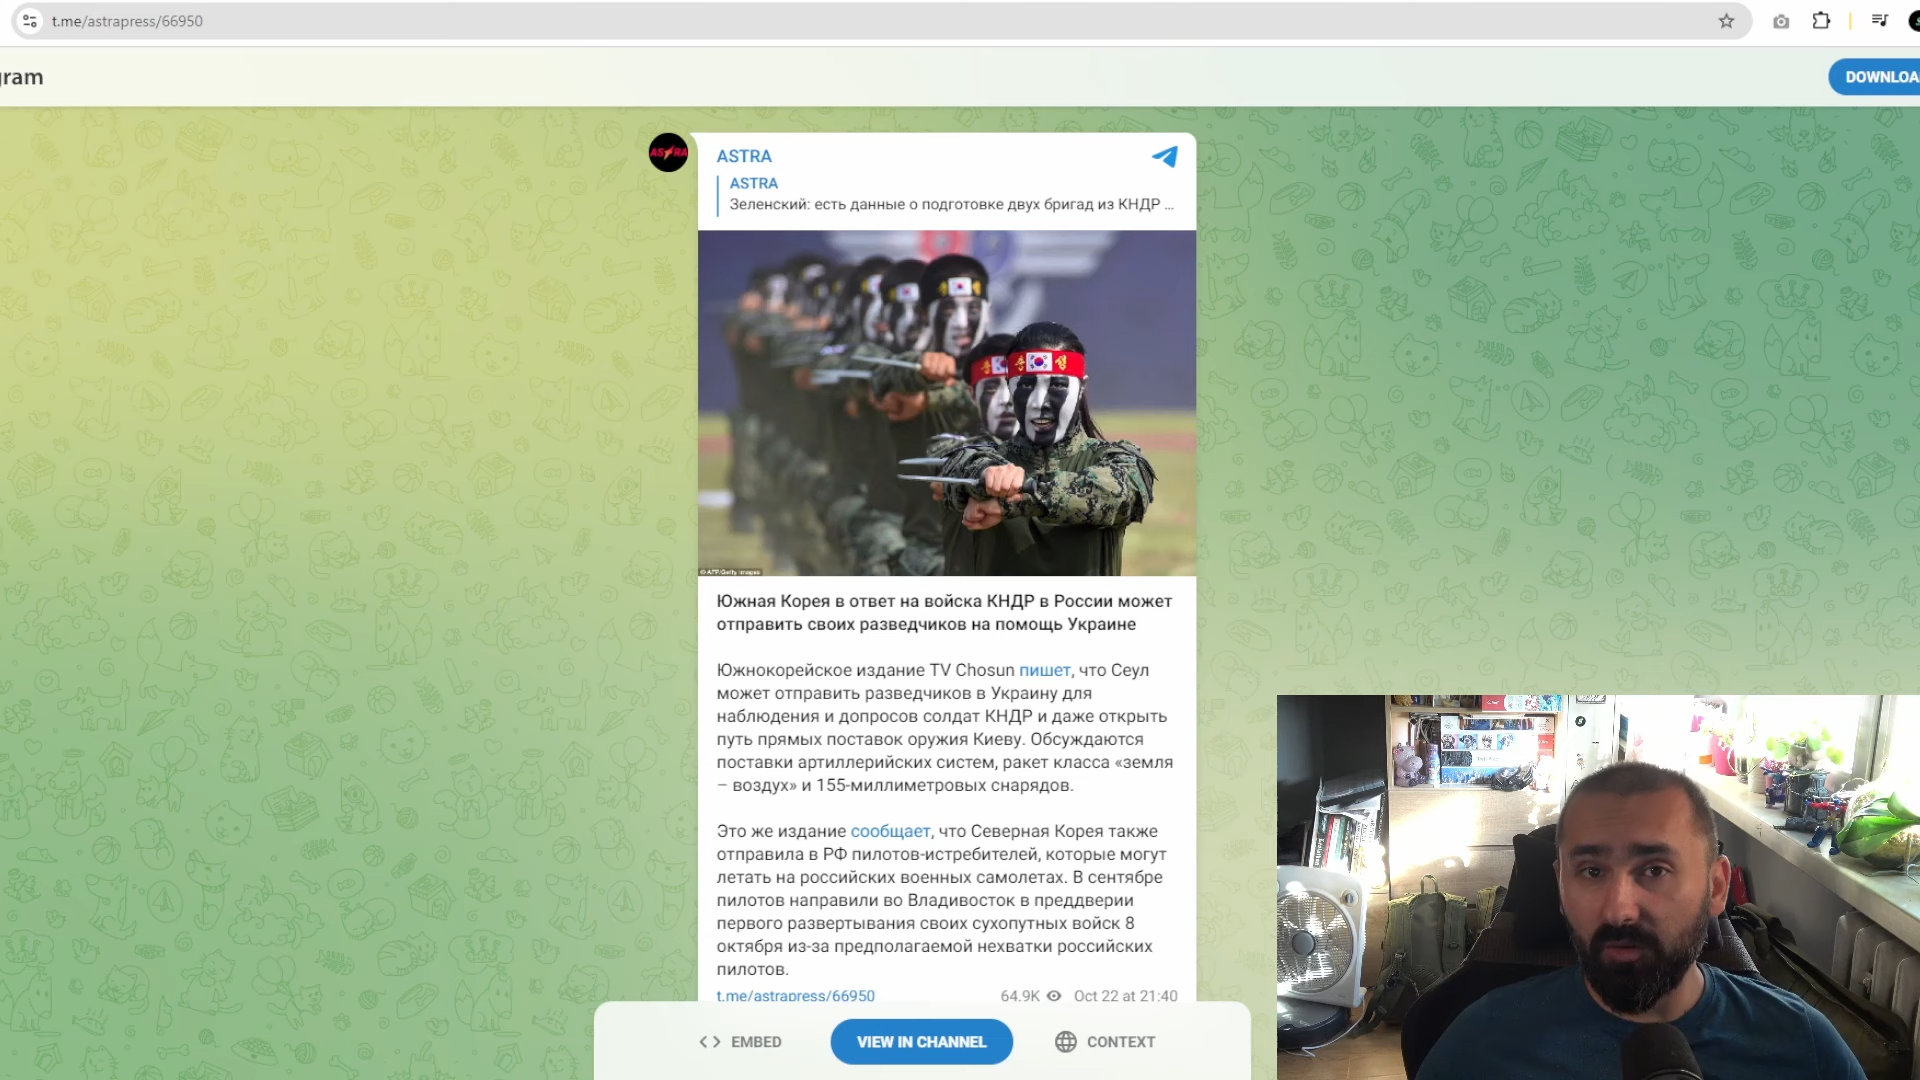 t.me/astrapress/66950
gram
DOWNLOA
ASTRA
ASTRA
ASTRA
Зеленский: есть данные о подготовке двух бригад из КНДР ...
© AFP/Getty Images
Южная Корея в ответ на войска КНДР в России может
отправить своих разведчиков на помощь Украине
Южнокорейское издание TV Chosun пишет, что Сеул
может отправить разведчиков в Украину для
наблюдения и допросов солдат КНДР и даже открыть
путь прямых поставок оружия Киеву. Обсуждаются
поставки артиллерийских систем, ракет класса «земля
– воздух» и 155-миллиметровых снарядов.
Это же издание сообщает, что Северная Корея также
отправила в РФ пилотов-истребителей, которые могут
летать на российских военных самолетах. В сентябре
пилотов направили во Владивосток в преддверии
первого развертывания своих сухопутных войск 8
октября из-за предполагаемой нехватки российских
пилотов.
t.me/astrapress/66950 64.9K Oct 22 at 21:40
EMBED
VIEW IN CHANNEL
CONTEXT